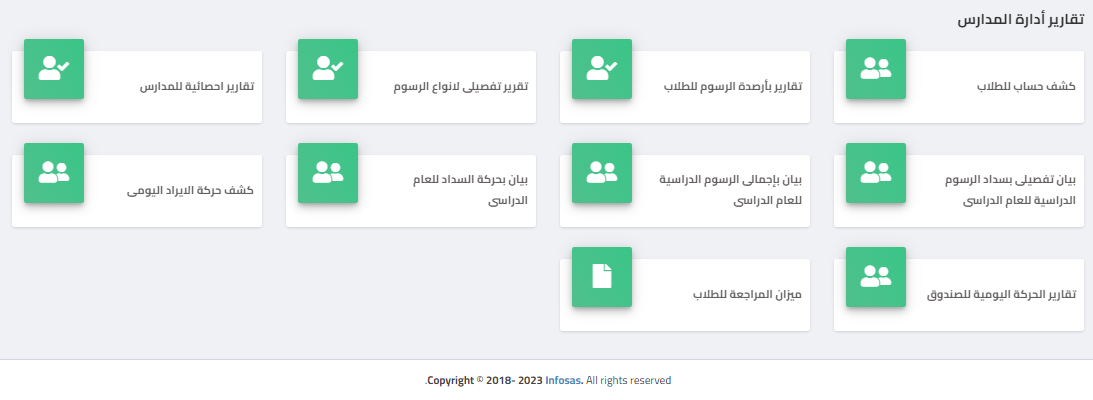 تقارير أدارة المدارس
كشف حساب للطلاب
تقارير بأرصدة الرسوم للطلاب
تقرير تفصيلى لانواع الرسوم
تقارير احصائية للمدارس
بيان تفصيلى بسداد الرسوم
الدراسية للعام الدراسى
بيان بإجمالى الرسوم الدراسية
للعام الدراسى
بيان بحركة السداد للعام
الدراسى
كشف حركة الايراد اليومى
تقارير الحركة اليومية للصندوق
ميزان المراجعة للطلاب
Copyright © 2018- 2023 Infosas. All rights reserved.